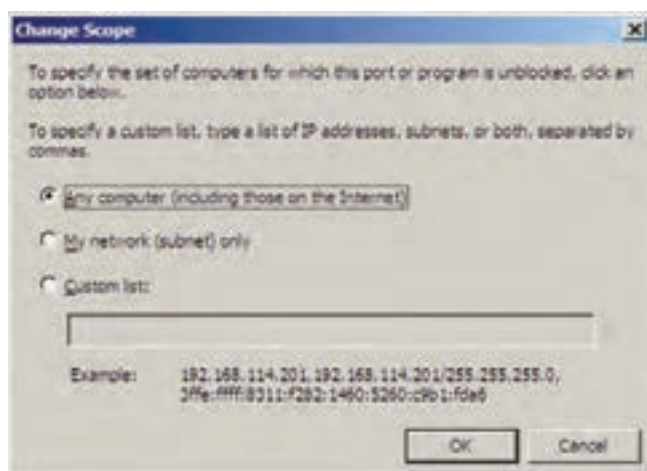 Change Scope
To specify the set of computers for which this port or program is unblocked, click an
option below.
To specify a custom list, type a list of IP addresses, subnets, or both, separated by
commas.
Any computer (including those on the Internet)
My network (subnet) only
Custom list:
Example: 192.168.114.201,192.168.114.201/255.255.255.0,
3ffe:ffff:8311:f282:1460:5260:c9b1:fda6
OK Cancel